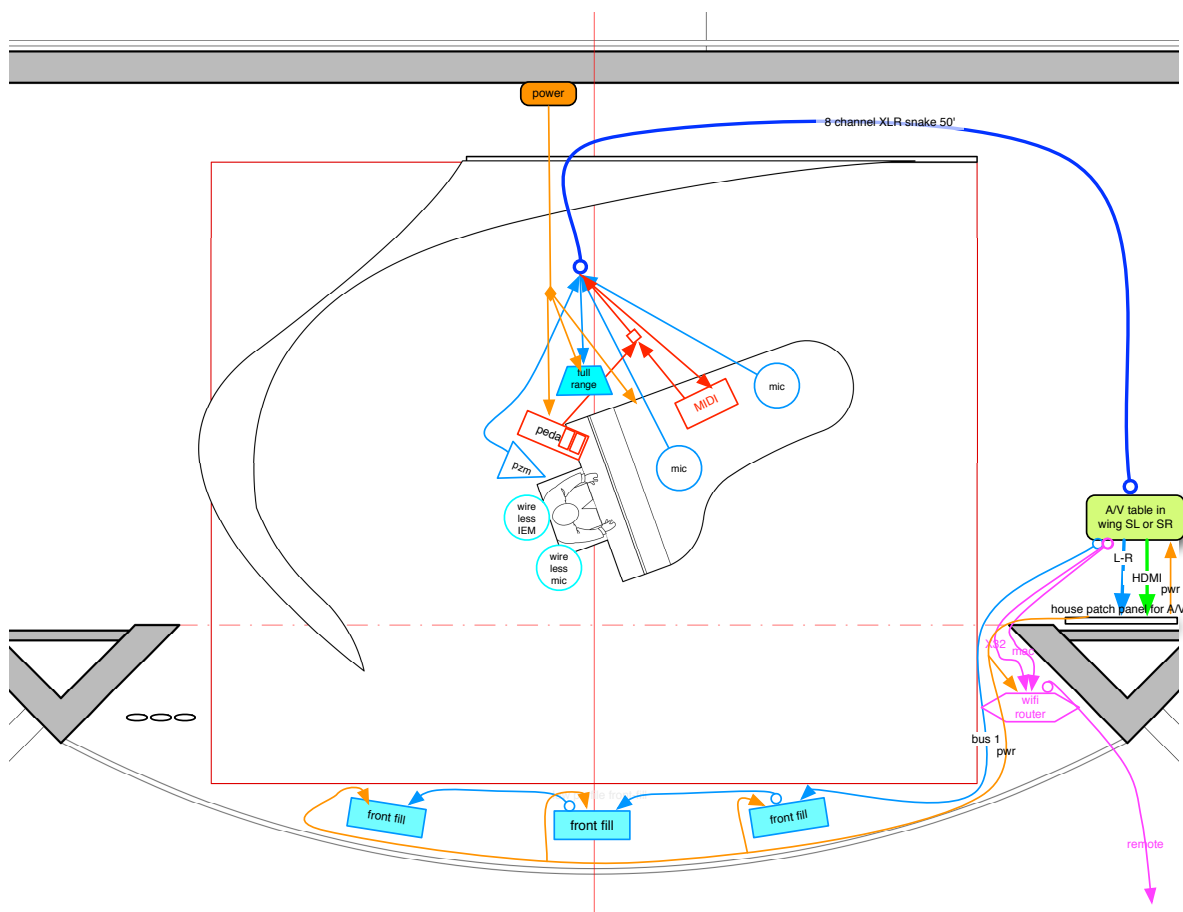 power
8 channel XLR snake 50'
full
range
MIDI
mic
peda
pzm
mic
wire
less
IEM
wire
less
mic
A/V table in
wing SL or SR
L-R
HDMI
pwr
house patch panel for A/V
X32
mac
wifi
router
bus 1
pwr
front fill
front fill
front fill
remote